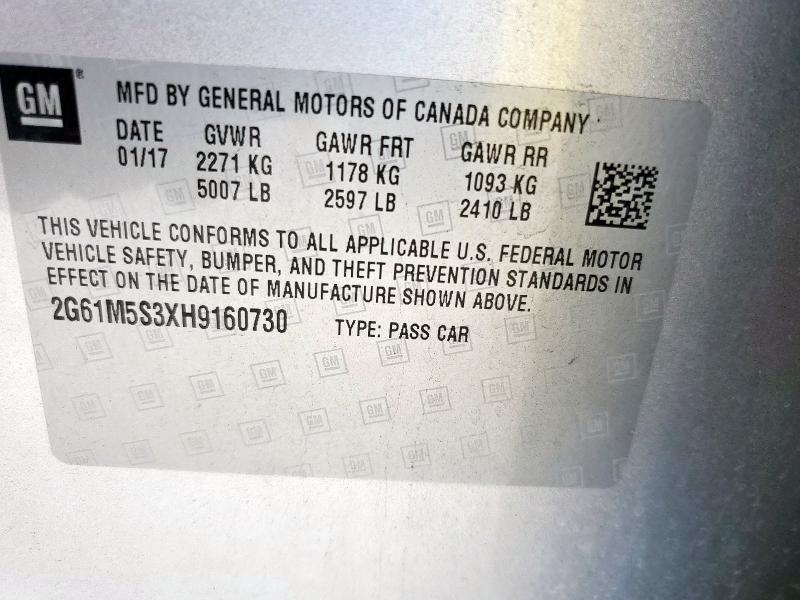 GM ®
MFD BY GENERAL MOTORS OF CANADA COMPANY
DATE GVWR GAWR FRT GAWR RR
01/17 2271 KG 1178 KG 1093 KG
5007 LB 2597 LB 2410 LB
THIS VEHICLE CONFORMS TO ALL APPLICABLE U.S. FEDERAL MOTOR
VEHICLE SAFETY, BUMPER, AND THEFT PREVENTION STANDARDS IN
EFFECT ON THE DATE OF MANUFACTURE SHOWN ABOVE.
2G61M5S3XH9160730 TYPE: PASS CAR